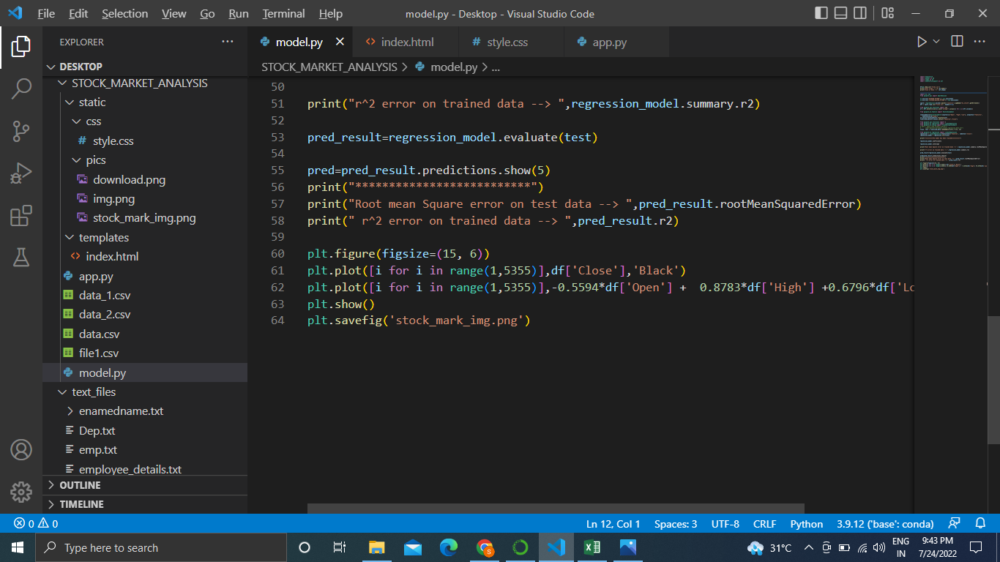 File Edit Selection View Go Run Terminal Help model.py - Desktop - Visual Studio Code
EXPLORER
DESKTOP
STOCK_MARKET_ANALYSIS
static
css
# style.css
pics
download.png
img.png
stock_mark_img.png
templates
<> index.html
app.py
data_1.csv
data_2.csv
data.csv
file1.csv
model.py
text_files
enamedname.txt
Dep.txt
emp.txt
employee_details.txt
OUTLINE
TIMELINE
model.py <> index.html # style.css app.py
STOCK_MARKET_ANALYSIS > model.py > ...
50
51 print("r^2 error on trained data --> ",regression_model.summary.r2)
52
53 pred_result=regression_model.evaluate(test)
54
55 pred=pred_result.predictions.show(5)
56 print("**************************")
57 print("Root mean Square error on test data --> ",pred_result.rootMeanSquaredError)
58 print(" r^2 error on trained data --> ",pred_result.r2)
59
60 plt.figure(figsize=(15, 6))
61 plt.plot([i for i in range(1,5355)],df['Close'],'Black')
62 plt.plot([i for i in range(1,5355)],-0.5594*df['Open'] +  0.8783*df['High'] +0.6796*df['Lo
63 plt.show()
64 plt.savefig('stock_mark_img.png')
0 0 Ln 12, Col 1 Spaces: 3 UTF-8 CRLF Python 3.9.12 ('base': conda)
Type here to search
31°C
ENG
IN
9:43 PM
7/24/2022